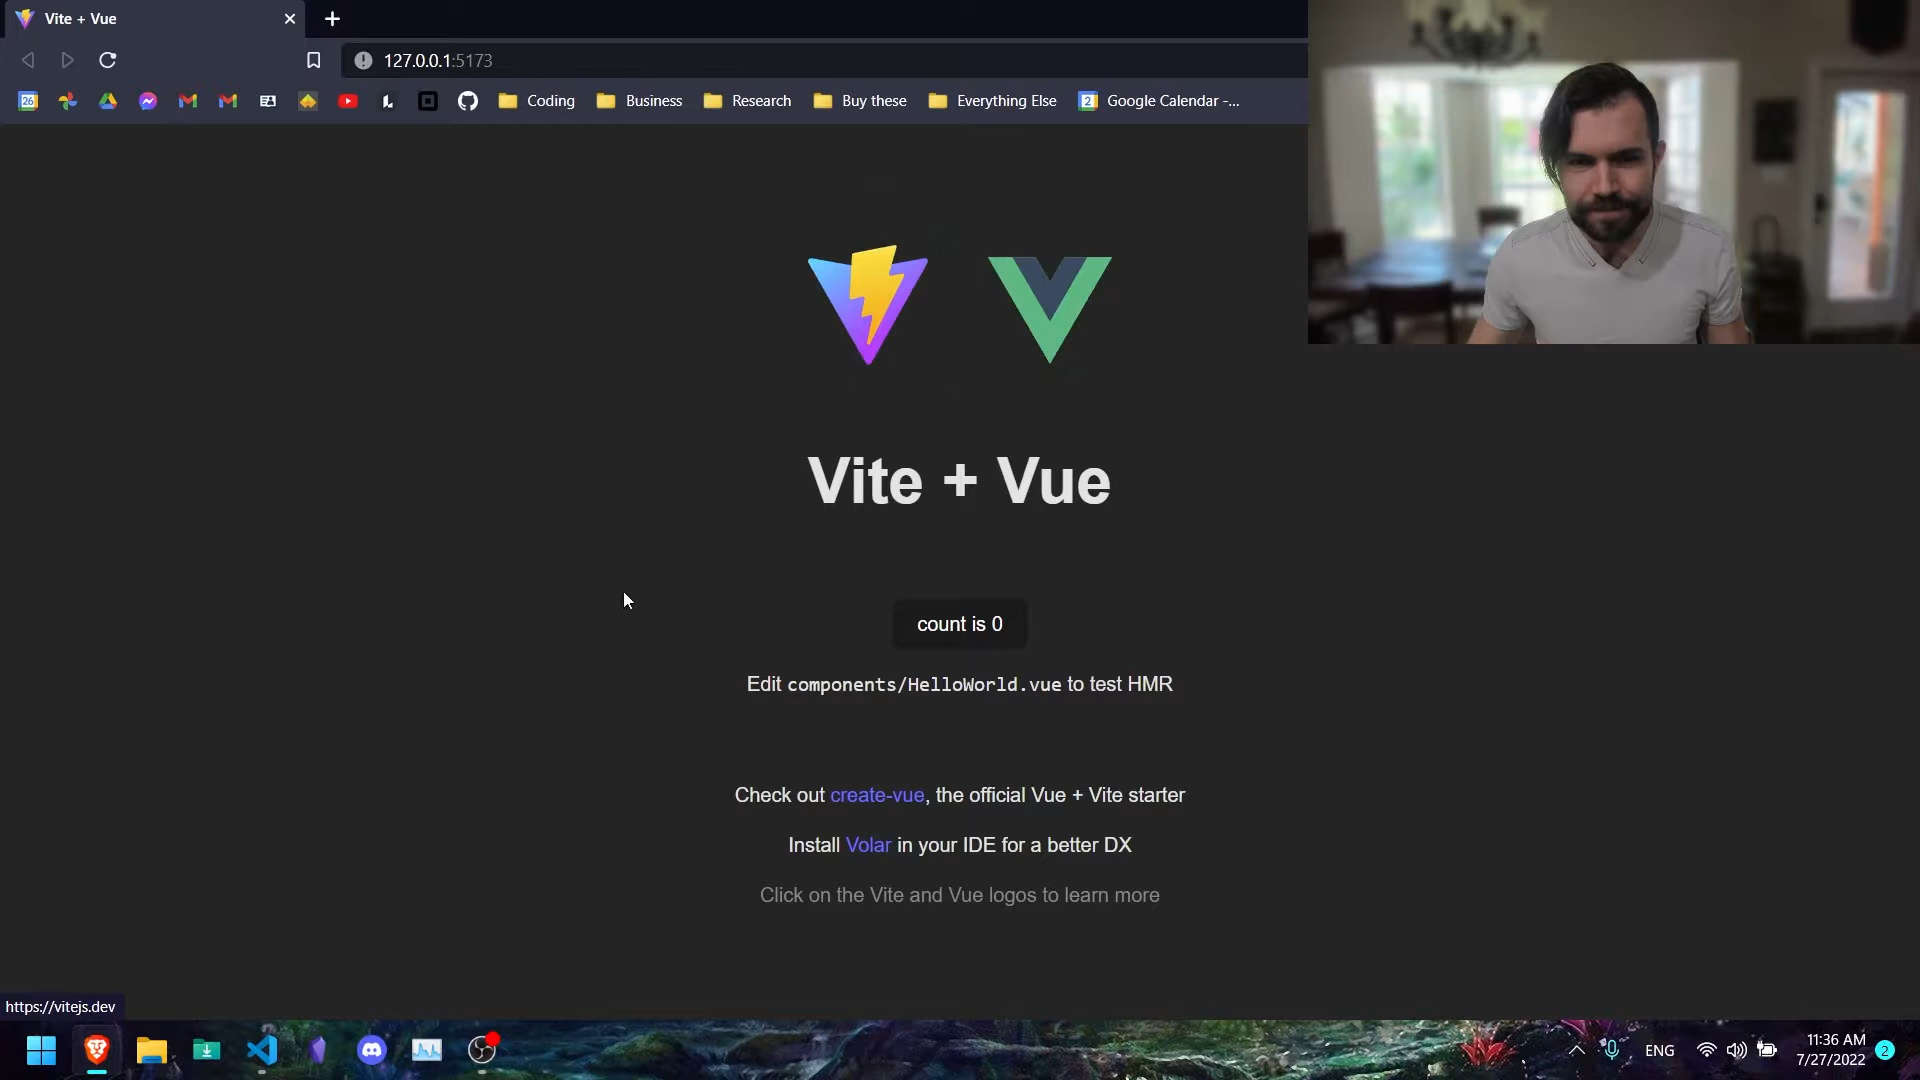 Vite + Vue
127.0.0.1:5173
26
Coding
Business
Research
Buy these
Everything Else
2
Google Calendar -...
Vite + Vue
count is 0
Edit components/HelloWorld.vue to test HMR
Check out create-vue, the official Vue + Vite starter
Install Volar in your IDE for a better DX
Click on the Vite and Vue logos to learn more
https://vitejs.dev
ENG
11:36 AM
7/27/2022
2